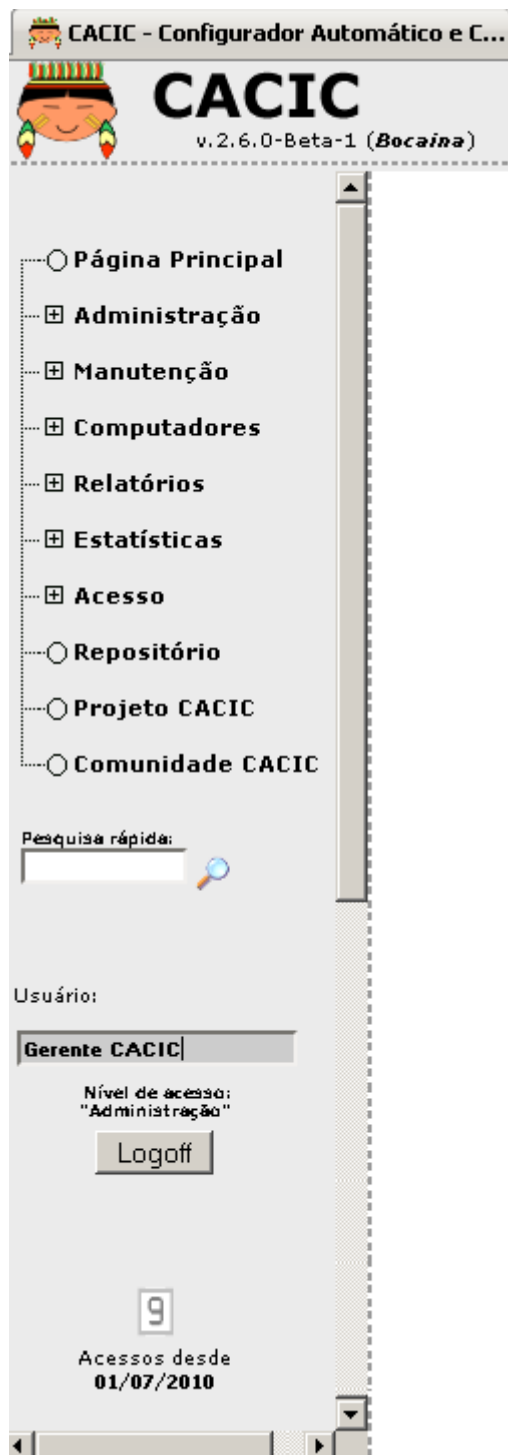 CACIC - Configurador Automático e C...
CACIC
v.2.6.0-Beta-1 (Bocaina)
Página Principal
Administração
Manutenção
Computadores
Relatórios
Estatísticas
Acesso
Repositório
Projeto CACIC
Comunidade CACIC
Pesquisa rápida:
Usuário:
Gerente CACIC
Nível de acesso:
"Administração"
Logoff
9
Acessos desde
01/07/2010